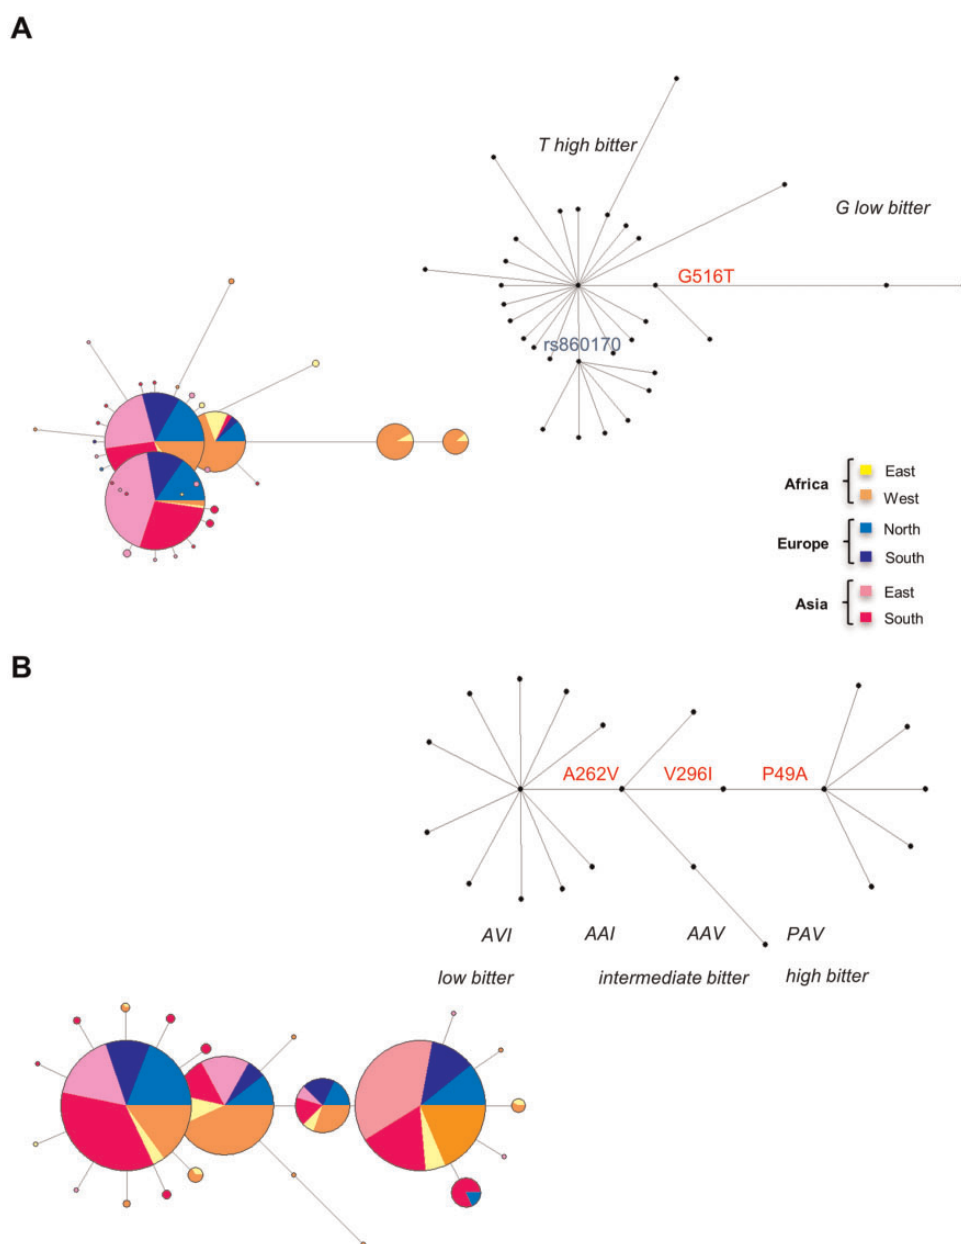 A
T high bitter
G low bitter
G516T
rs860170
Africa
East
West
Europe
North
South
Asia
East
South
B
A262V V296I P49A
AVI AAI AAV PAV
low bitter intermediate bitter high bitter